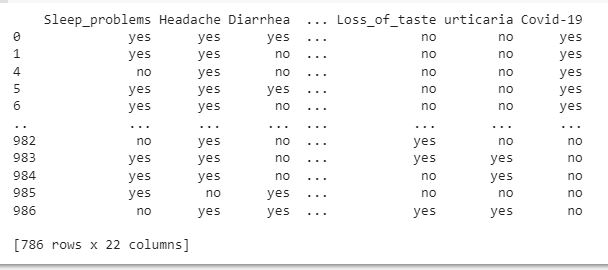 Sleep_problems Headache Diarrhea ... Loss_of_taste urticaria Covid-19
0 yes yes yes ... no no yes
1 yes yes no ... no no yes
4 no yes no ... no no yes
5 yes yes yes ... no no yes
6 yes yes no ... no no yes
.. ... ... ... ... ... ... ...
982 no yes no ... yes no no
983 yes yes no ... yes yes no
984 yes yes no ... no yes no
985 yes no yes ... no no no
986 no yes yes ... yes yes no
[786 rows x 22 columns]